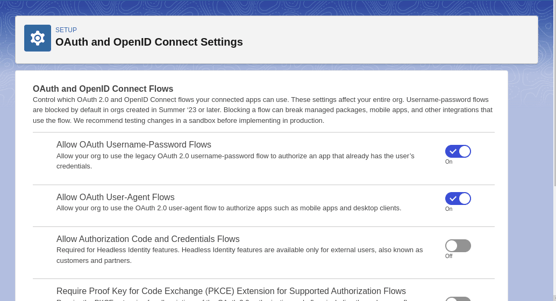 SETUP
OAuth and OpenID Connect Settings
OAuth and OpenID Connect Flows
Control which OAuth 2.0 and OpenID Connect flows your connected apps can use. These settings affect your entire org. Username-password flows
are blocked by default in orgs created in Summer ‘23 or later. Blocking a flow can break managed packages, mobile apps, and other integrations that
use the flow. We recommend testing changes in a sandbox before implementing in production.
Allow OAuth Username-Password Flows
Allow your org to use the legacy OAuth 2.0 username-password flow to authorize an app that already has the user’s
credentials.
On
Allow OAuth User-Agent Flows
Allow your org to use the OAuth 2.0 user-agent flow to authorize apps such as mobile apps and desktop clients.
On
Allow Authorization Code and Credentials Flows
Required for Headless Identity features. Headless Identity features are available only for external users, also known as
customers and partners.
Off
Require Proof Key for Code Exchange (PKCE) Extension for Supported Authorization Flows